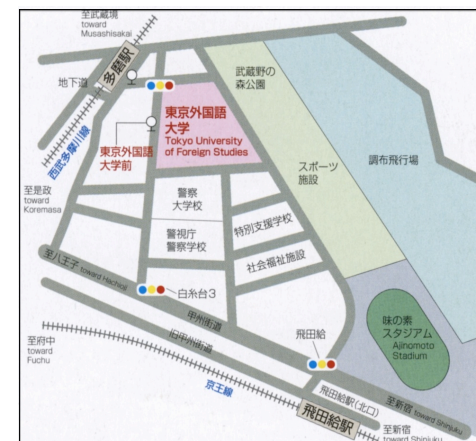 至武蔵境
toward
Musashisakai
多磨駅
地下道
武蔵野の
森公園
東京外国語
大学
Tokyo University
of Foreign Studies
東京外国語
大学前
西武多摩川線
調布飛行場
スポーツ
施設
至是政
toward
Koremasa
警察
大学校
特別支援学校
警視庁
警察学校
社会福祉施設
至八王子 toward Hachioji
白糸台3
甲州街道
味の素
スタジアム
Ajinomoto
Stadium
旧甲州街道
飛田給
至府中
toward
Fuchu
京王線
飛田給駅(北口)
至新宿 toward Shinjuku
飛田給駅
至新宿
toward Shinjuku